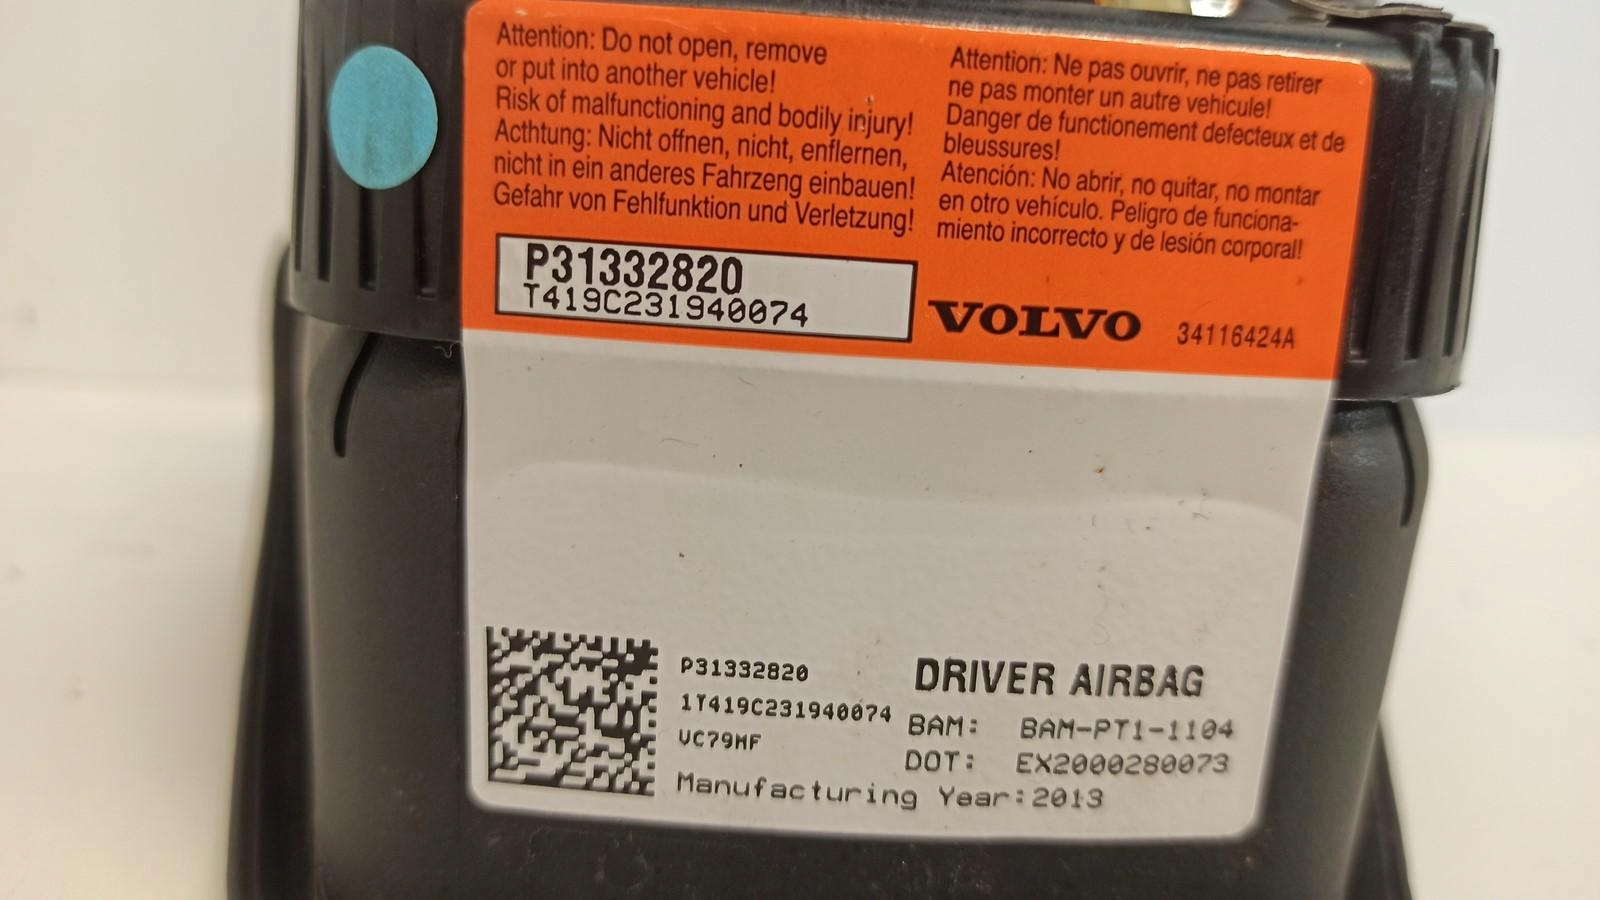 Attention: Do not open, remove
or put into another vehicle!
Risk of malfunctioning and bodily injury!
Acthtung: Nicht offnen, nicht, enflernen,
nicht in ein anderes Fahrzeng einbauen!
Gefahr von Fehlfunktion und Verletzung!
Attention: Ne pas ouvrir, ne pas retirer
ne pas monter un autre vehicule!
Danger de functionement defecteux et de
bleussures!
Atención: No abrir, no quitar, no montar
en otro vehículo. Peligro de funciona-
miento incorrecto y de lesión corporal!
P31332820
T419C231940074
VOLVO 34116424A
P31332820
1T419C231940074
VC79MF
DRIVER AIRBAG
BAM: BAM-PT1-1104
DOT: EX2000280073
Manufacturing Year:2013